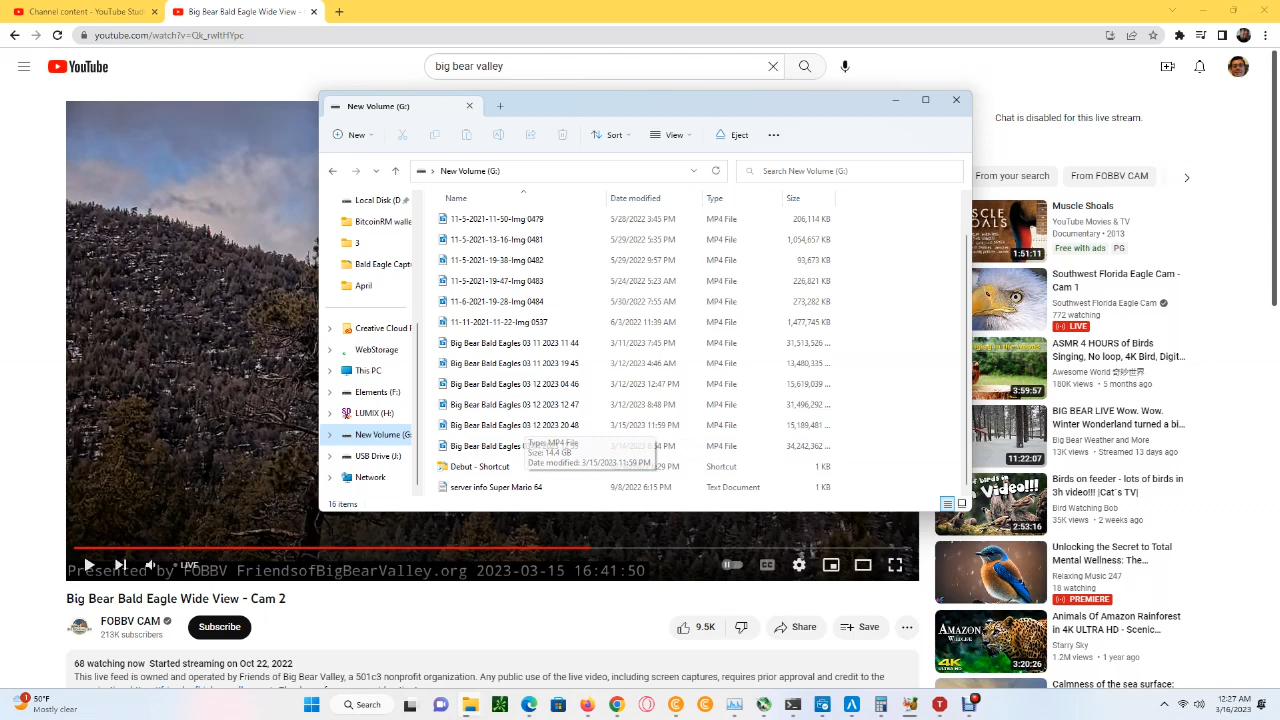 Channel content - YouTube Studi
Big Bear Bald Eagle Wide View -
youtube.com/watch?v=Qk_rwltHYpc
YouTube
big bear valley
Chat is disabled for this live stream.
From your search
From FOBBV CAM
New Volume (G:)
New
Sort
View
Eject
New Volume (G:)
Search New Volume (G:)
Name
Date modified
Type
Size
Local Disk (D
BitcoinRM walle
3
Bald Eagle Capt
April
Creative Cloud F
WebStorage
This PC
Elements (F:)
LUMIX (H:)
New Volume (G:
USB Drive (I:)
Network
11-5-2021-11-50-Img 0479 5/28/2022 3:45 PM MP4 File 206,114 KB
11-5-2021-13-16-Img 0481 5/29/2022 5:35 PM MP4 File 1,054,657 KB
11-5-2021-19-39-Img 0482 5/29/2022 9:57 PM MP4 File 93,673 KB
11-5-2021-19-47-Img 0483 5/24/2022 5:23 AM MP4 File 226,821 KB
11-6-2021-19-28-Img 0484 5/30/2022 7:55 AM MP4 File 273,282 KB
11-11-2021-11-22-Img 0537 6/3/2022 11:39 AM MP4 File 1,477,745 KB
Big Bear Bald Eagles 03 11 2023 11 44 3/11/2023 7:45 PM MP4 File 31,513,526 ...
Big Bear Bald Eagles 03 11 2023 19 45 3/12/2023 4:46 AM MP4 File 13,480,335 ...
Big Bear Bald Eagles 03 12 2023 04 46 3/12/2023 12:47 PM MP4 File 15,619,039 ...
Big Bear Bald Eagles 03 12 2023 12 47 3/12/2023 8:48 PM MP4 File 31,496,292 ...
Big Bear Bald Eagles 03 12 2023 20 48 3/15/2023 11:59 PM MP4 File 15,189,481 ...
Big Bear Bald Eagles MP4 File 34,242,362 ...
Type: MP4 File
Size: 14.4 GB
Date modified: 3/15/2023 11:59 PM
Debut - Shortcut Shortcut 1 KB
server info Super Mario 64 9/8/2022 6:15 PM Text Document 1 KB
16 items
LIVE
Presented by FOBBV FriendsofBigBearValley.org 2023-03-15 16:41:50
CC
Big Bear Bald Eagle Wide View - Cam 2
FOBBV CAM
213K subscribers
Subscribe
9.5K
Share
Save
68 watching now Started streaming on Oct 22, 2022
This live feed is owned and operated by Friends of Big Bear Valley, a 501c3 nonprofit organization. Any public use of the live video, including screen captures, requires prior approval and credit to the
Muscle Shoals
YouTube Movies & TV
Documentary • 2013
Free with ads
PG
1:51:11
Southwest Florida Eagle Cam -
Cam 1
Southwest Florida Eagle Cam
772 watching
LIVE
ASMR 4 HOURS of Birds
Singing, No loop, 4K Bird, Digit...
Awesome World 奇妙世界
180K views • 5 months ago
3:59:57
BIG BEAR LIVE Wow. Wow.
Winter Wonderland turned a bi...
Big Bear Weather and More
13K views • Streamed 13 days ago
11:22:07
Birds on feeder - lots of birds in
3h video!!! |Cat`s TV|
Bird Watching Bob
35K views • 2 weeks ago
2:53:16
Unlocking the Secret to Total
Mental Wellness: The...
Relaxing Music 247
18 watching
PREMIERE
Animals Of Amazon Rainforest
in 4K ULTRA HD - Scenic...
Starry Sky
1.2M views • 1 year ago
AMAZON
WILDLIFE
4K
3:20:26
Calmness of the sea surface:
1
50°F
Mostly clear
Search
12:27 AM
3/16/2023